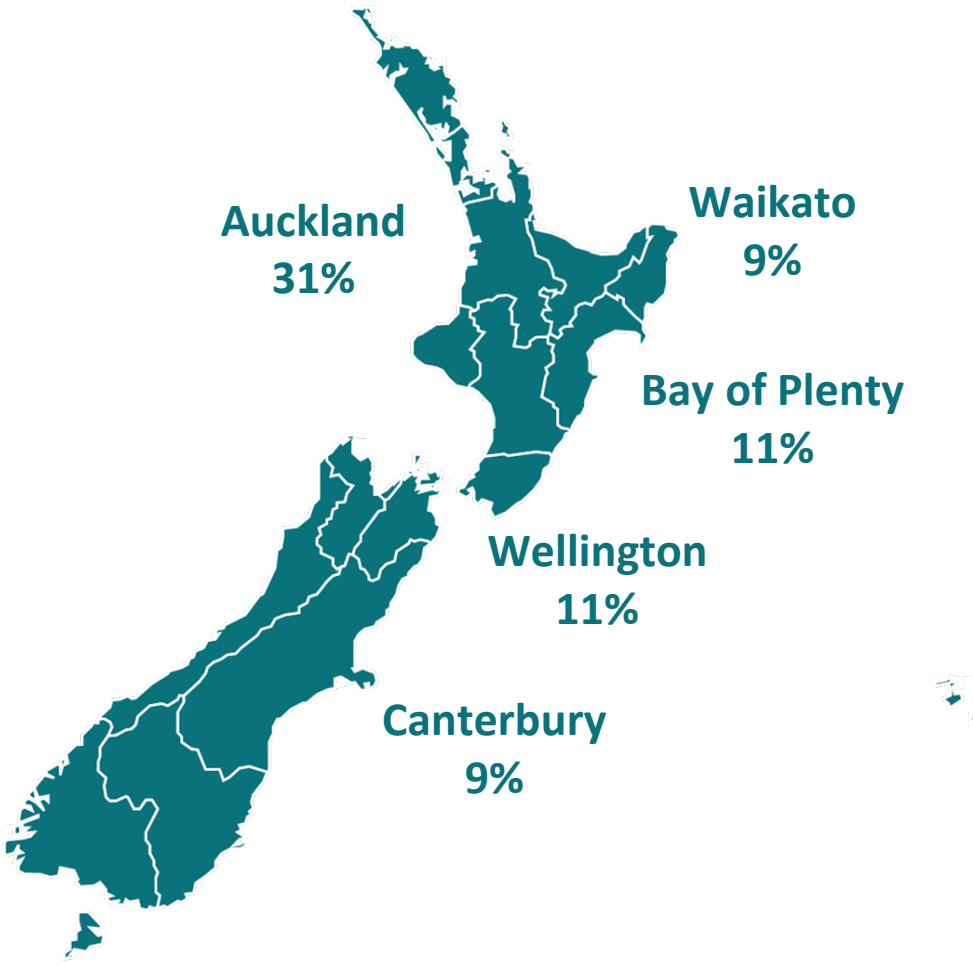 Auckland
31%
Waikato
9%
Bay of Plenty
11%
Wellington
11%
Canterbury
9%